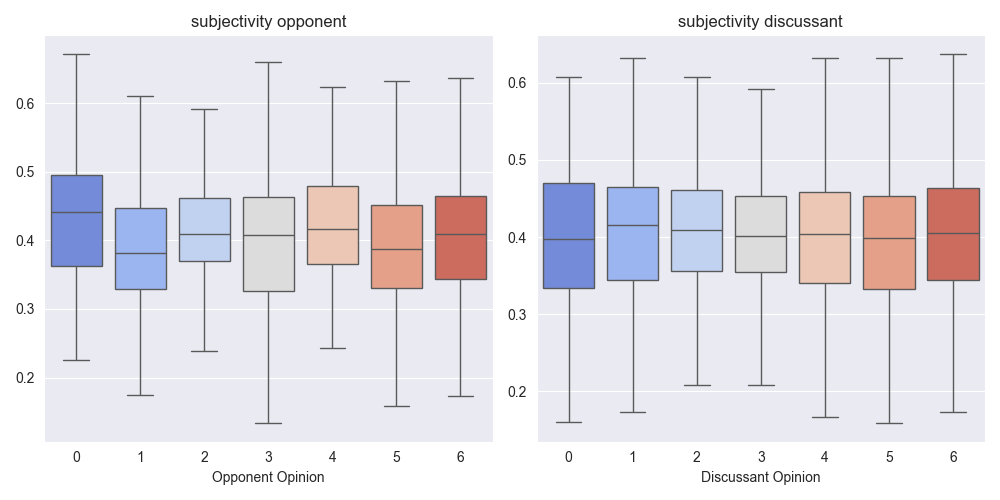 subjectivity opponent
0.6
0.5
0.4
0.3
0.2
0 1 2 3 4 5 6
Opponent Opinion
subjectivity discussant
0.6
0.5
0.4
0.3
0.2
0 1 2 3 4 5 6
Discussant Opinion